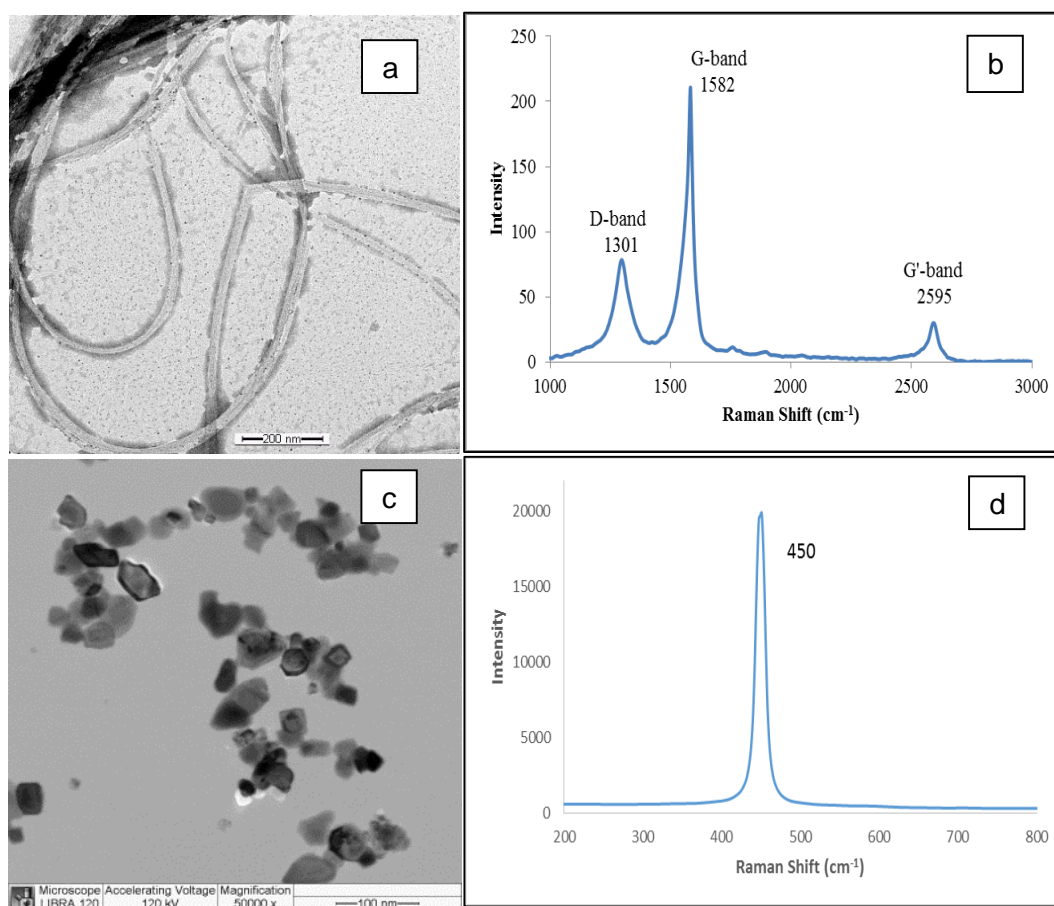 a
200 nm
b
250
200
150
100
50
0
Intensity
G-band
1582
D-band
1301
G'-band
2595
1000 1500 2000 2500 3000
Raman Shift (cm-1)
c
Microscope Accelerating Voltage Magnification
LIBRA 120 120 kV 50000 x 100 nm
d
20000
15000
10000
5000
0
Intensity
450
200 300 400 500 600 700 800
Raman Shift (cm-1)